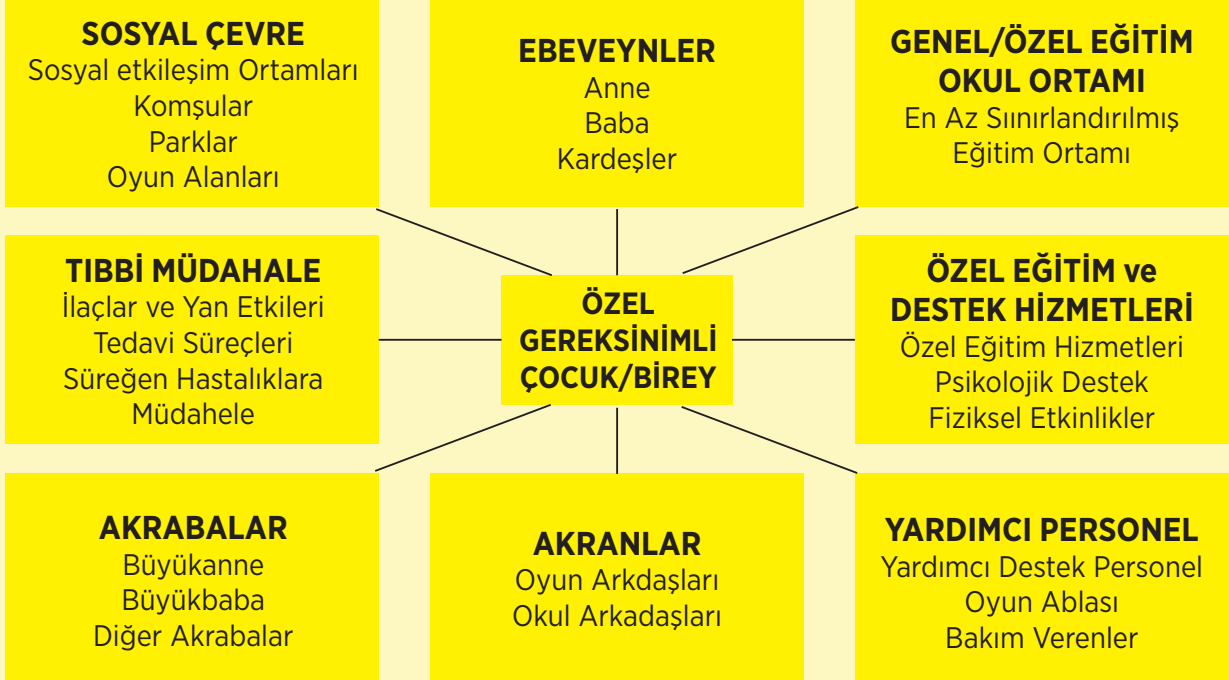 SOSYAL ÇEVRE
Sosyal etkileşim Ortamları
Komşular
Parklar
Oyun Alanları
EBEVEYNLER
Anne
Baba
Kardeşler
GENEL/ÖZEL EĞİTİM
OKUL ORTAMI
En Az Sıınırlandırılmış
Eğitim Ortamı
TIBBİ MÜDAHALE
İlaçlar ve Yan Etkileri
Tedavi Süreçleri
Süreğen Hastalıklara
Müdahele
ÖZEL
GEREKSİNİMLİ
ÇOCUK/BİREY
ÖZEL EĞİTİM ve
DESTEK HİZMETLERİ
Özel Eğitim Hizmetleri
Psikolojik Destek
Fiziksel Etkinlikler
AKRABALAR
Büyükanne
Büyükbaba
Diğer Akrabalar
AKRANLAR
Oyun Arkdaşları
Okul Arkadaşları
YARDIMCI PERSONEL
Yardımcı Destek Personel
Oyun Ablası
Bakım Verenler